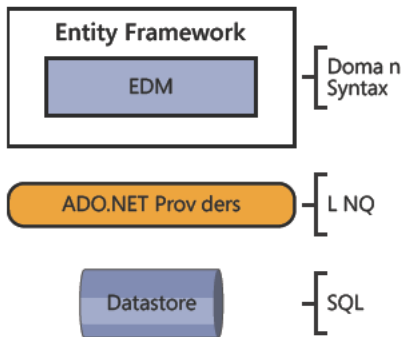 Entity Framework
EDM
Doma n
Syntax
ADO.NET Prov ders
L NQ
Datastore
SQL